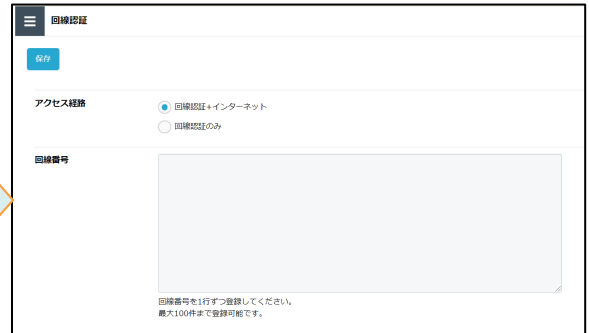 回線認証
保存
アクセス経路
回線認証+インターネット
回線認証のみ
回線番号
回線番号を1行ずつ登録してください。
最大100件まで登録可能です。